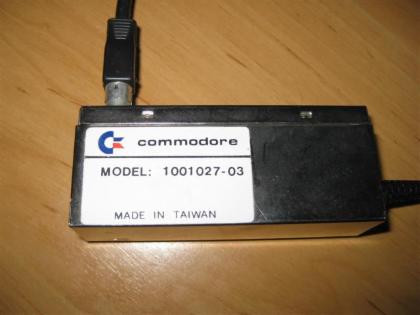 commodore
MODEL: 1001027-03
MADE IN TAIWAN